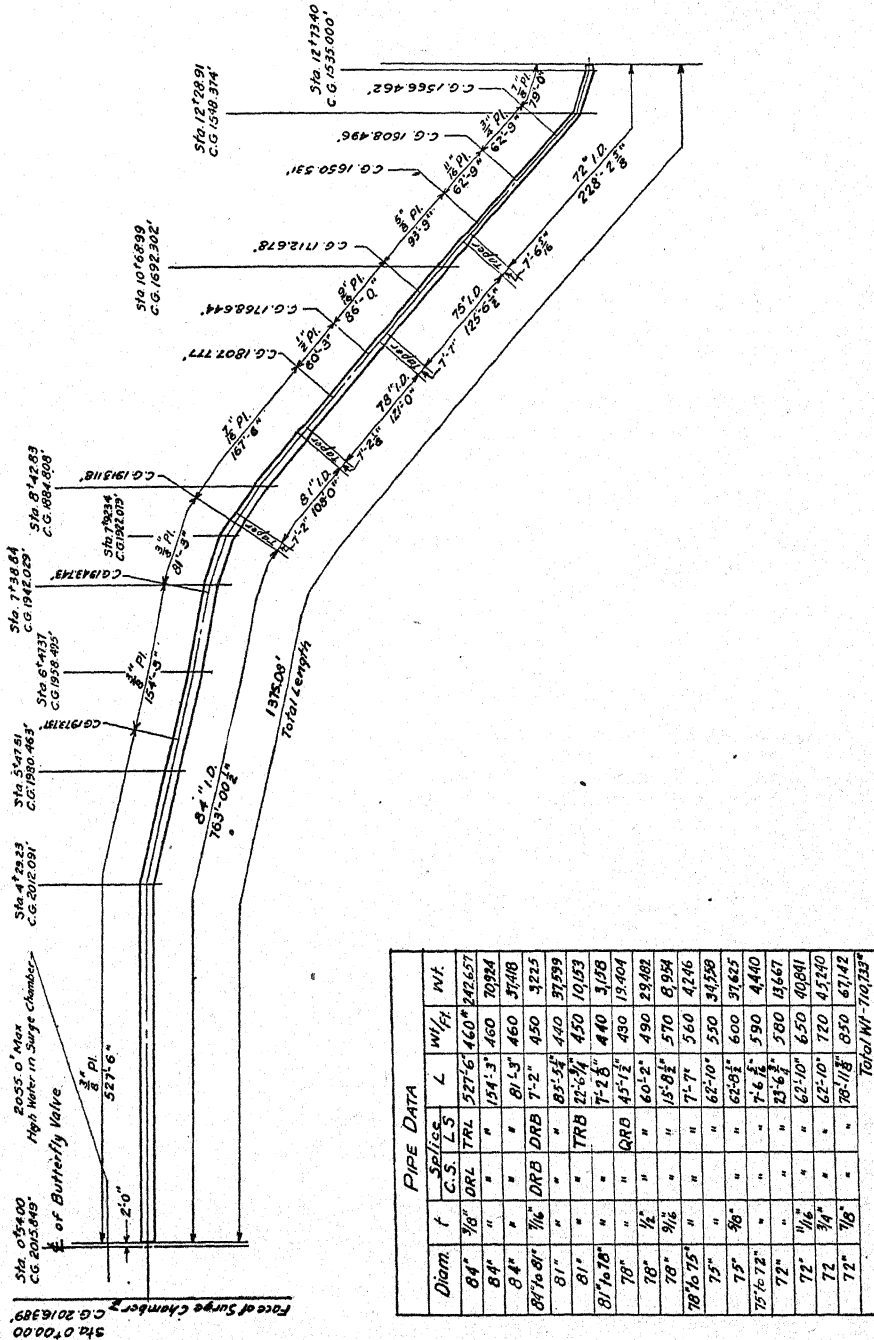 Sta. 0+00.00
C.G. 2016.389'
Face of Surge Chamber
Sta. 0+54.00
C.G. 2015.849'
℄ of Butterfly Valve
2'-0"
2055.0' Max
High Water in Surge Chamber
3/8" Pl.
527'-6"
Sta. 4+29.23
C.G. 2012.091'
Sta. 5+47.51
C.G. 1980.463'
C.G. 1973.737'
Sta. 6+47.37
C.G. 1958.495'
3/8" Pl.
154'-3"
Sta. 7+38.84
C.G. 1942.029'
C.G. 1943.743'
Sta. 7+92.34
C.G. 1922.073'
3/8" Pl.
81'-3"
C.G. 1913.118'
Sta. 8+42.83
C.G. 1884.808'
7/16" Pl.
167'-6"
C.G. 1807.777'
1/2" Pl.
60'-3"
C.G. 1768.644'
9/16" Pl.
86'-0"
C.G. 1712.678'
Sta. 10+68.99
C.G. 1692.302'
5/8" Pl.
93'-9"
C.G. 1650.531'
11/16" Pl.
62'-9"
C.G. 1608.496'
3/4" Pl.
62'-9"
C.G. 1566.462'
7/8" Pl.
79'-0"
Sta. 12+28.91
C.G. 1548.374'
Sta. 12+73.40
C.G. 1535.000'
84" I.D.
763'-00 1/2"
Taper
7'-2"
81" I.D.
108'-0"
Taper
7'-2 1/8"
78" I.D.
121'-0"
Taper
7'-7"
75" I.D.
125'-6 1/2"
Taper
7'-6 5/16"
72" I.D.
228'-2 5/8"
1375.08'
Total Length
PIPE DATA
Diam. t Splice L Wt/Ft. Wt.
C.S. LS
84" 3/8" DRL TRL 527'-6" 460# 242,657
84" " " " 154'-3" 460 70,924
84" " " " 81'-3" 460 37,418
84" to 81" 7/16" DRB DRB 7'-2" 450 3,225
81" " " " 85'-5 1/4" 440 37,599
81" " " TRB 22'-6 3/4" 450 10,153
81" to 78" " " " 7'-2 1/8" 440 3,158
78" " " QRB 45'-1 1/2" 430 19,404
78" 1/2" " " 60'-2" 490 29,482
78" 9/16" " " 15'-8 1/2" 570 8,954
78" to 75" " " " 7'-7" 560 4,246
75" " " " 62'-10" 550 34,558
75" 5/8" " " 62'-8 1/2" 600 37,625
75" to 72" " " " 7'-6 5/16" 590 4,440
72" " " " 23'-6 3/4" 580 13,667
72" 11/16" " " 62'-10" 650 40,841
72 3/4" " " 62'-10" 720 45,240
72" 7/8" " " 78'-11 7/8" 850 67,142
Total Wt - 710,733#